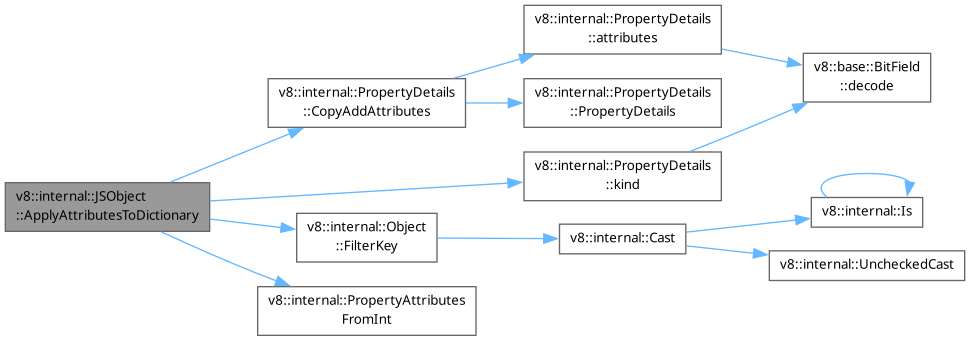 v8::internal::PropertyDetails
::attributes
v8::base::BitField
::decode
v8::internal::PropertyDetails
::CopyAddAttributes
v8::internal::PropertyDetails
::PropertyDetails
v8::internal::PropertyDetails
::kind
v8::internal::JSObject
::ApplyAttributesToDictionary
v8::internal::Is
v8::internal::Object
::FilterKey
v8::internal::Cast
v8::internal::UncheckedCast
v8::internal::PropertyAttributes
FromInt